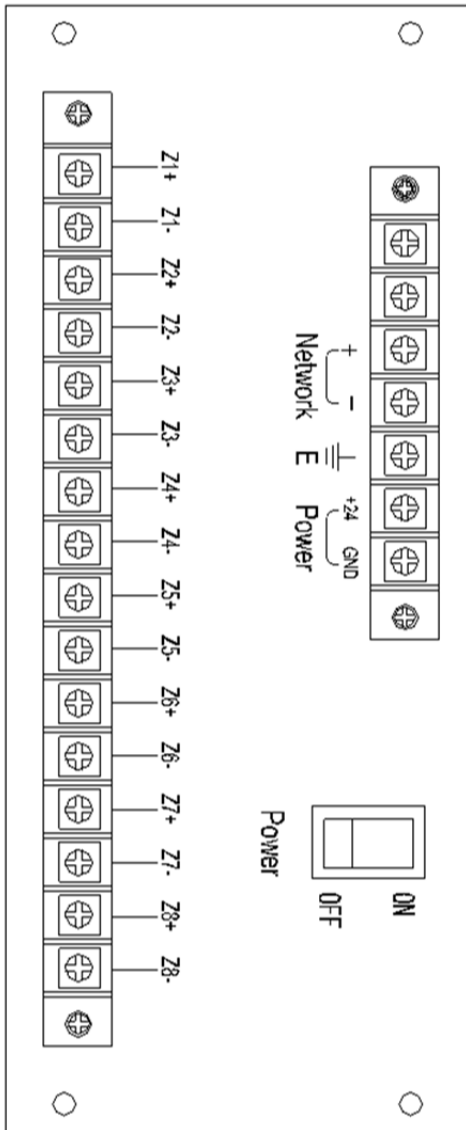 Z1+
Z1-
Z2+
Z2-
Z3+
Z3-
Z4+
Z4-
Z5+
Z5-
Z6+
Z6-
Z7+
Z7-
Z8+
Z8-
+ -
Network
E
+24 GND
Power
Power
OFF ON